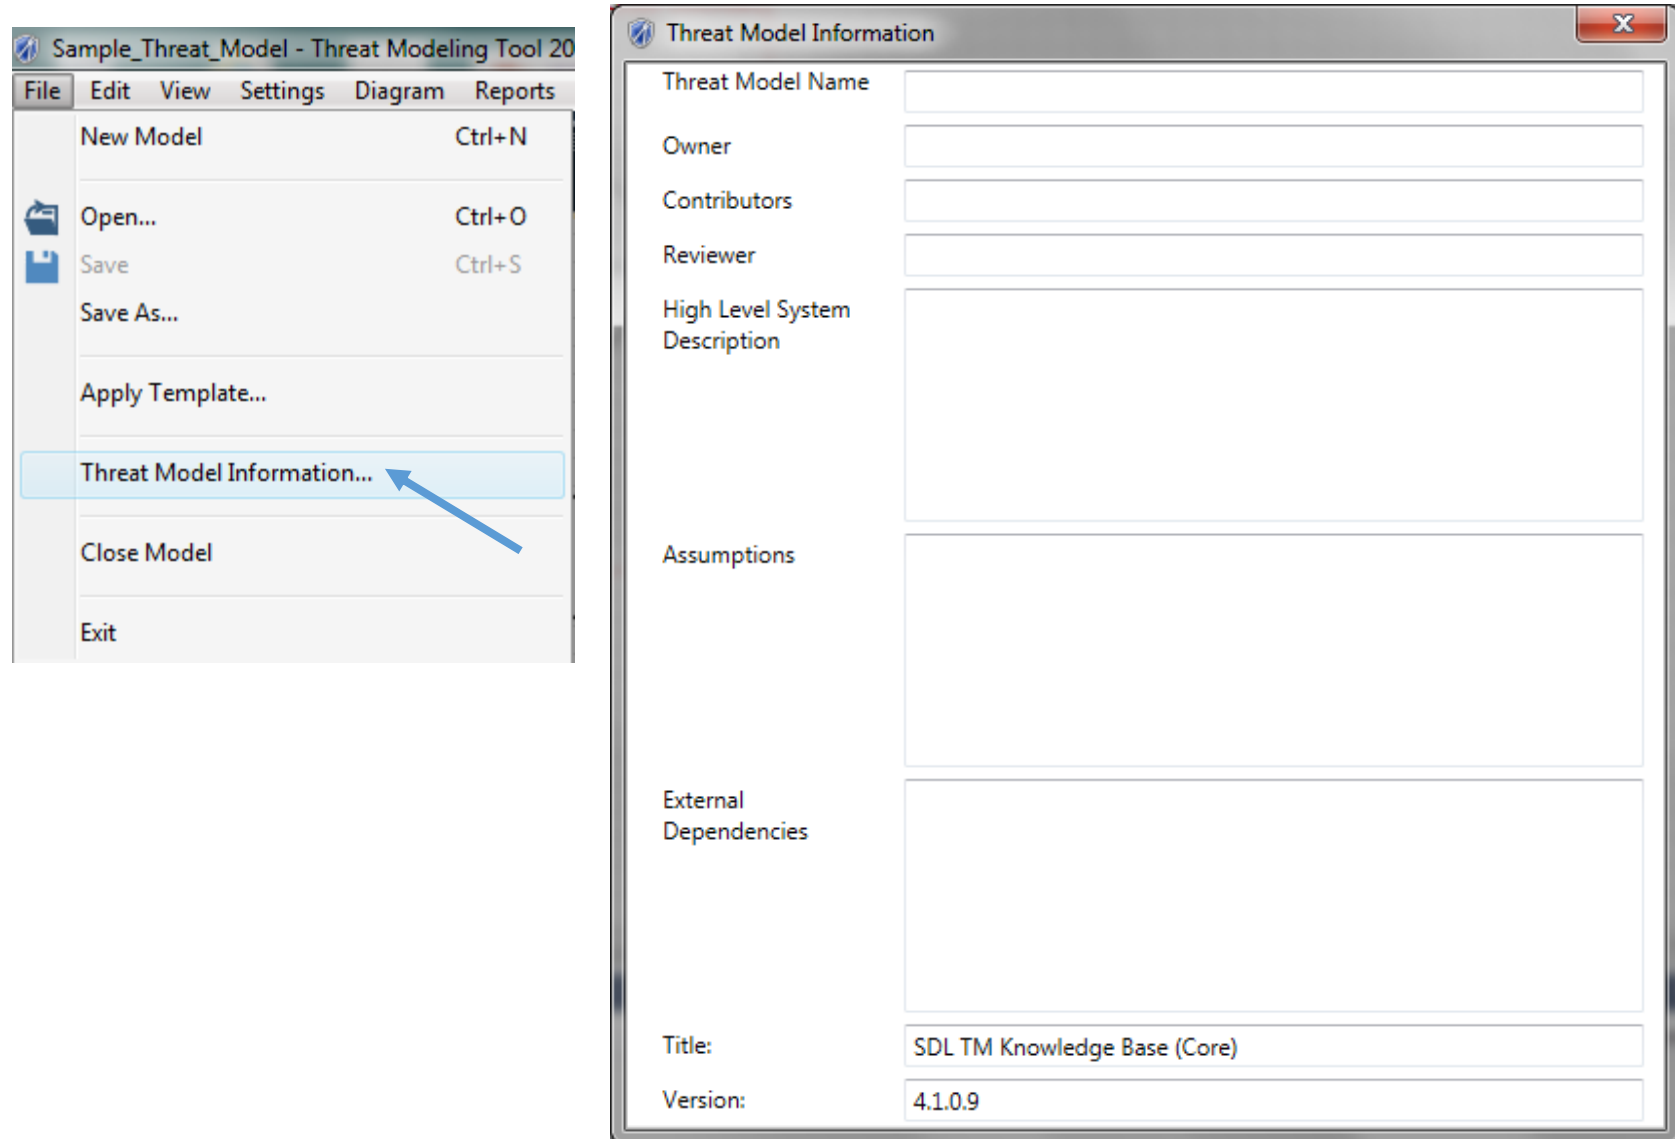 Sample_Threat_Model - Threat Modeling Tool 20
File Edit View Settings Diagram Reports
New Model Ctrl+N
Open... Ctrl+O
Save Ctrl+S
Save As...
Apply Template...
Threat Model Information...
Close Model
Exit
Threat Model Information
Threat Model Name
Owner
Contributors
Reviewer
High Level System
Description
Assumptions
External
Dependencies
Title: SDL TM Knowledge Base (Core)
Version: 4.1.0.9